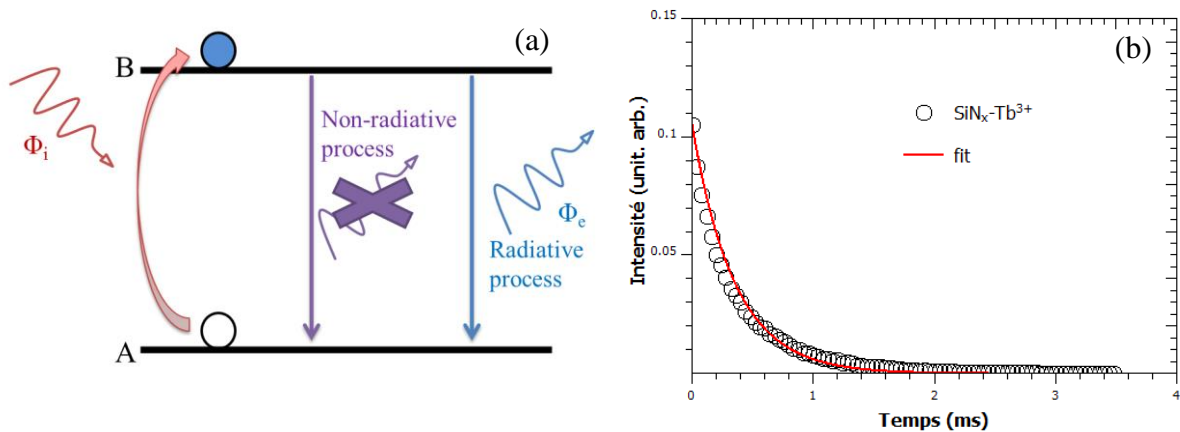 (a)
B
Φi
Non-radiative
process
Φe
Radiative
process
A
(b)
0.15
0.1
0.05
Intensité (unit. arb.)
SiNx-Tb3+
fit
0
1
2
3
4
Temps (ms)